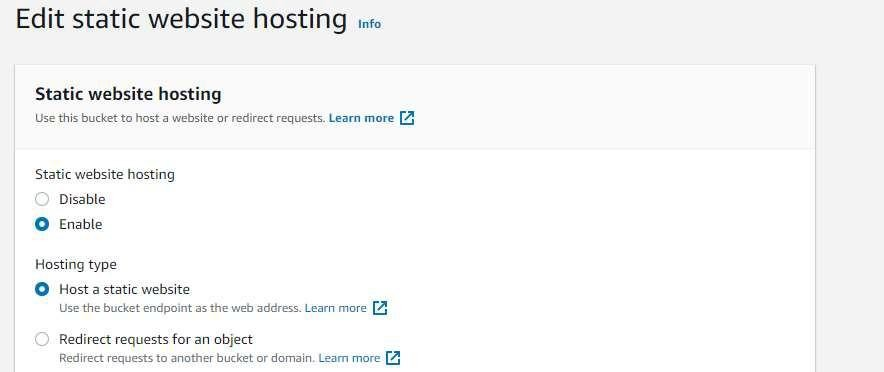 Edit static website hosting Info
Static website hosting
Use this bucket to host a website or redirect requests. Learn more
Static website hosting
Disable
Enable
Hosting type
Host a static website
Use the bucket endpoint as the web address. Learn more
Redirect requests for an object
Redirect requests to another bucket or domain. Learn more